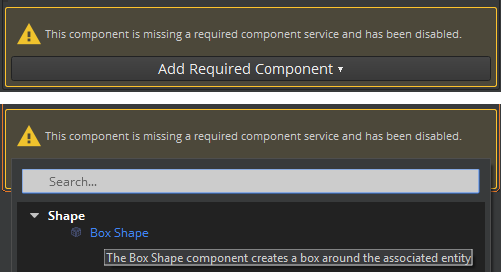 This component is missing a required component service and has been disabled.
Add Required Component
This component is missing a required component service and has been disabled.
Search...
Shape
Box Shape
The Box Shape component creates a box around the associated entity